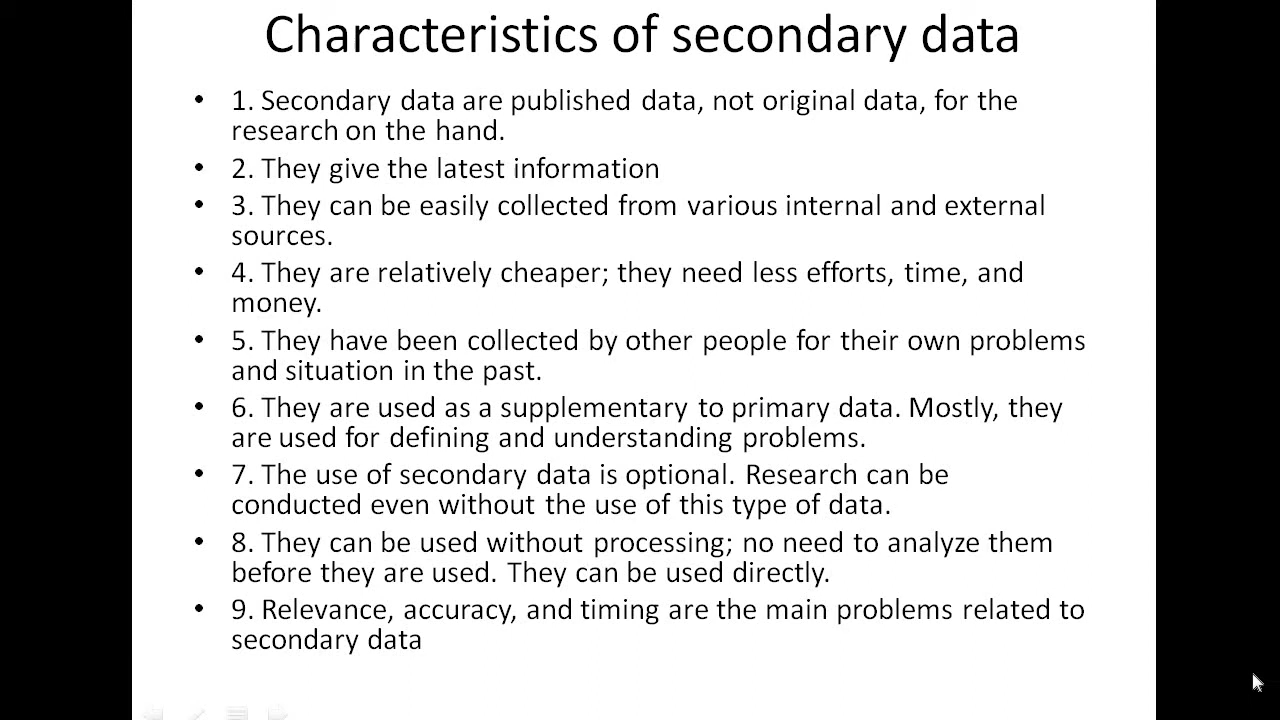 Characteristics of secondary data
• 1. Secondary data are published data, not original data, for the
research on the hand.
• 2. They give the latest information
• 3. They can be easily collected from various internal and external
sources.
• 4. They are relatively cheaper; they need less efforts, time, and
money.
• 5. They have been collected by other people for their own problems
and situation in the past.
• 6. They are used as a supplementary to primary data. Mostly, they
are used for defining and understanding problems.
• 7. The use of secondary data is optional. Research can be
conducted even without the use of this type of data.
• 8. They can be used without processing; no need to analyze them
before they are used. They can be used directly.
• 9. Relevance, accuracy, and timing are the main problems related to
secondary data